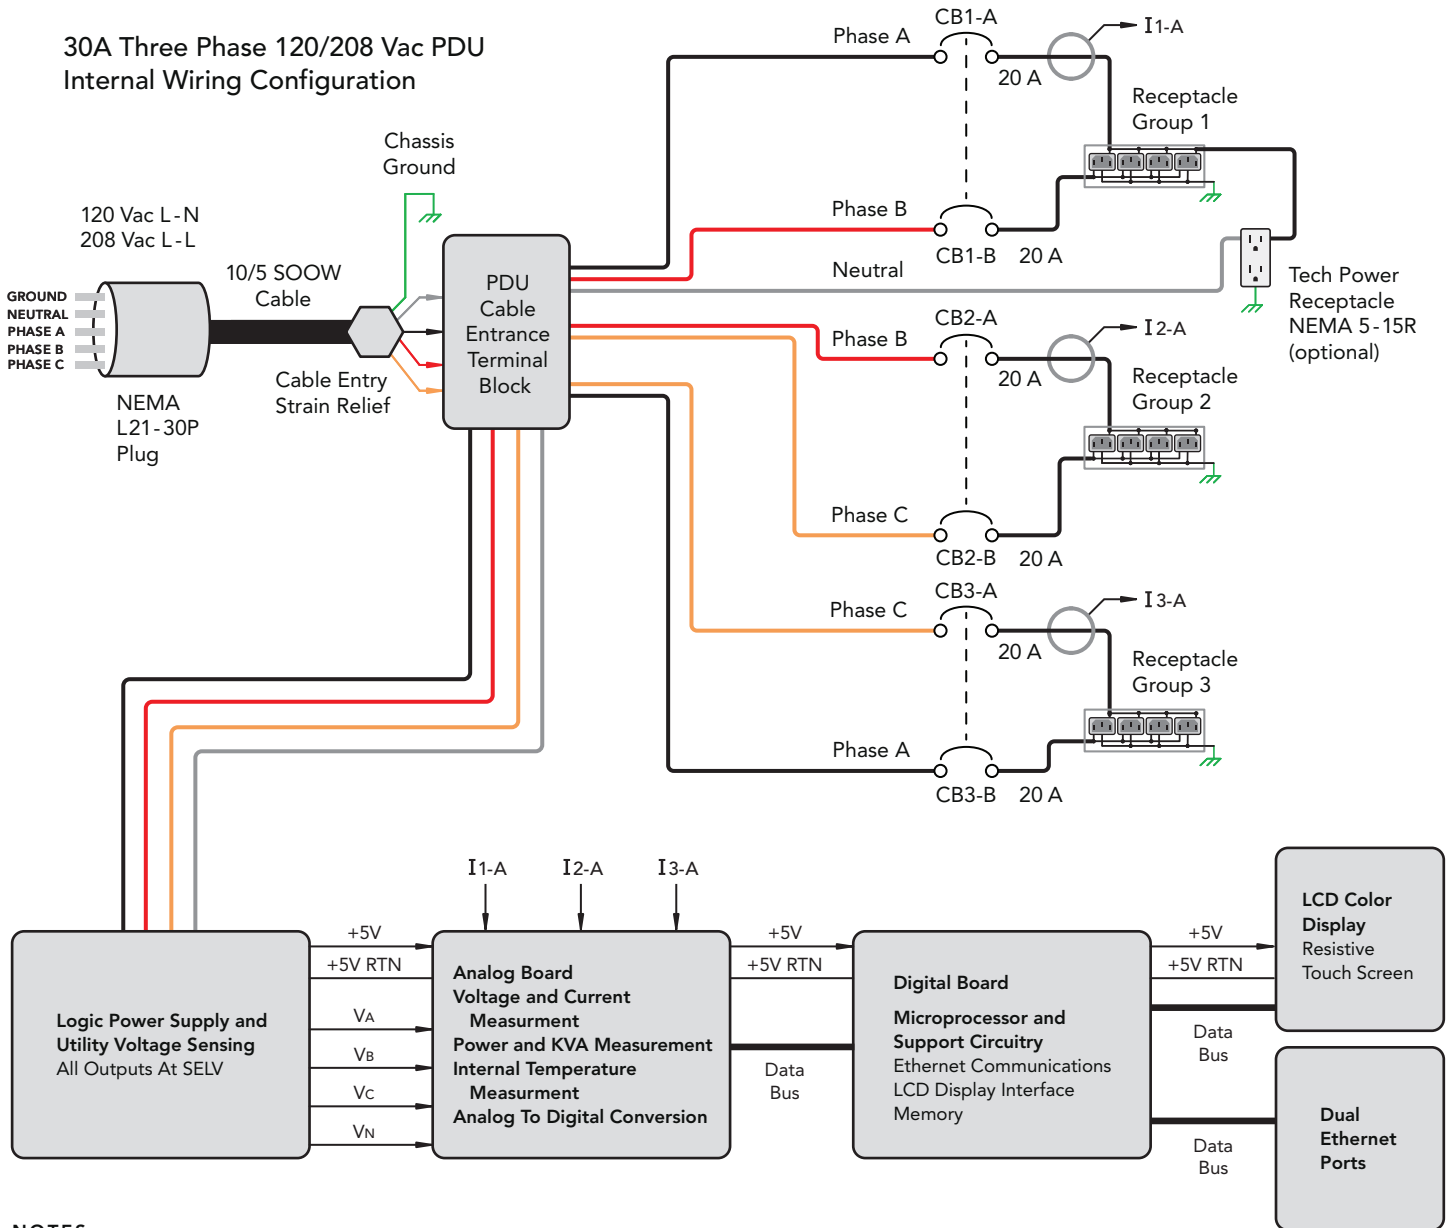 30A Three Phase 120/208 Vac PDU
Internal Wiring Configuration
Chassis
Ground
120 Vac L-N
208 Vac L-L
10/5 SOOW
Cable
GROUND
NEUTRAL
PHASE A
PHASE B
PHASE C
NEMA
L21-30P
Plug
Cable Entry
Strain Relief
PDU
Cable
Entrance
Terminal
Block
Phase A
CB1-A
20 A
I1-A
Receptacle
Group 1
Phase B
CB1-B
20 A
Neutral
Tech Power
Receptacle
NEMA 5-15R
(optional)
Phase B
CB2-A
20 A
I2-A
Receptacle
Group 2
Phase C
CB2-B
20 A
Phase C
CB3-A
20 A
I3-A
Receptacle
Group 3
Phase A
CB3-B
20 A
I1-A
I2-A
I3-A
Logic Power Supply and
Utility Voltage Sensing
All Outputs At SELV
+5V
+5V RTN
VA
VB
VC
VN
Analog Board
Voltage and Current
Measurment
Power and KVA Measurement
Internal Temperature
Measurment
Analog To Digital Conversion
+5V
+5V RTN
Data
Bus
Digital Board
Microprocessor and
Support Circuitry
Ethernet Communications
LCD Display Interface
Memory
+5V
+5V RTN
Data
Bus
Data
Bus
LCD Color
Display
Resistive
Touch Screen
Dual
Ethernet
Ports